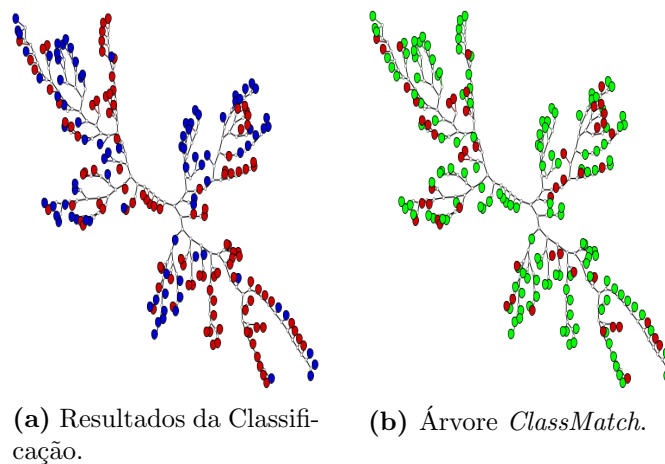 (a) Resultados da Classifi-
cação.
(b) Árvore ClassMatch.